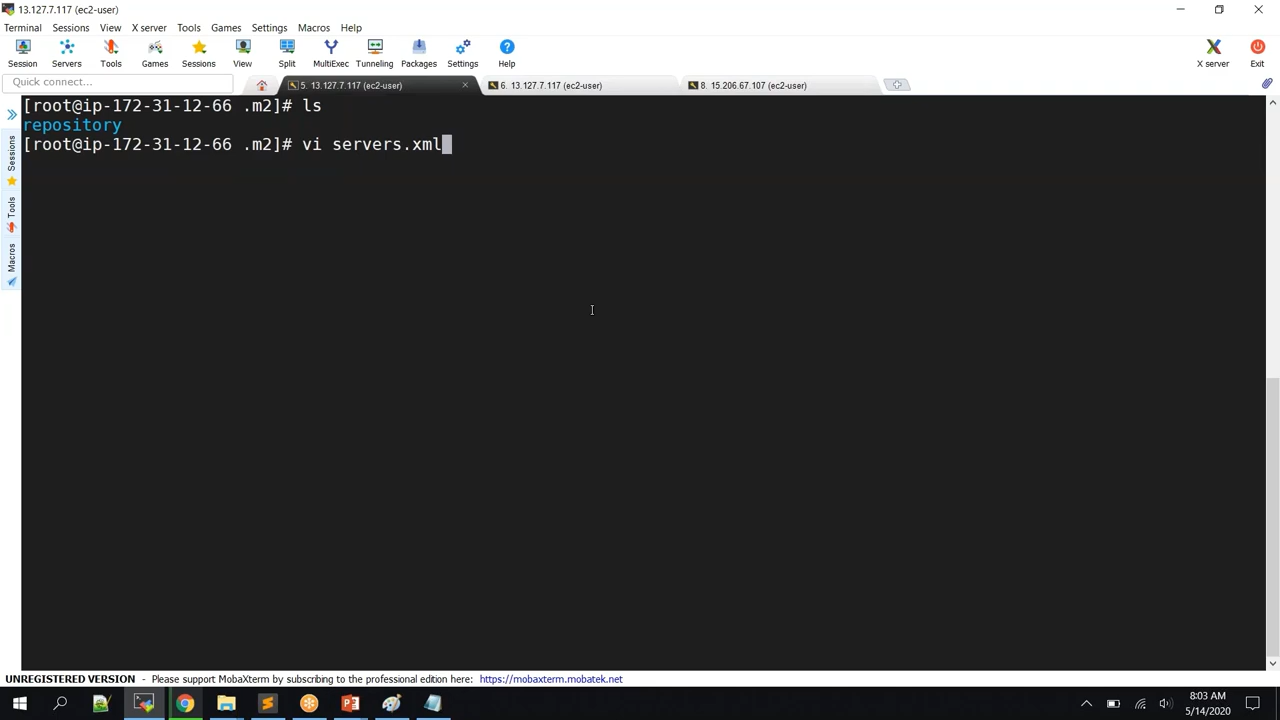 13.127.7.117 (ec2-user)
Terminal Sessions View X server Tools Games Settings Macros Help
Session Servers Tools Games Sessions View Split MultiExec Tunneling Packages Settings Help X server Exit
Quick connect...
5. 13.127.7.117 (ec2-user)
6. 13.127.7.117 (ec2-user)
8. 15.206.67.107 (ec2-user)
[root@ip-172-31-12-66 .m2]# ls
repository
[root@ip-172-31-12-66 .m2]# vi servers.xml
Sessions
Tools
Macros
UNREGISTERED VERSION - Please support MobaXterm by subscribing to the professional edition here: https://mobaxterm.mobatek.net
8:03 AM
5/14/2020